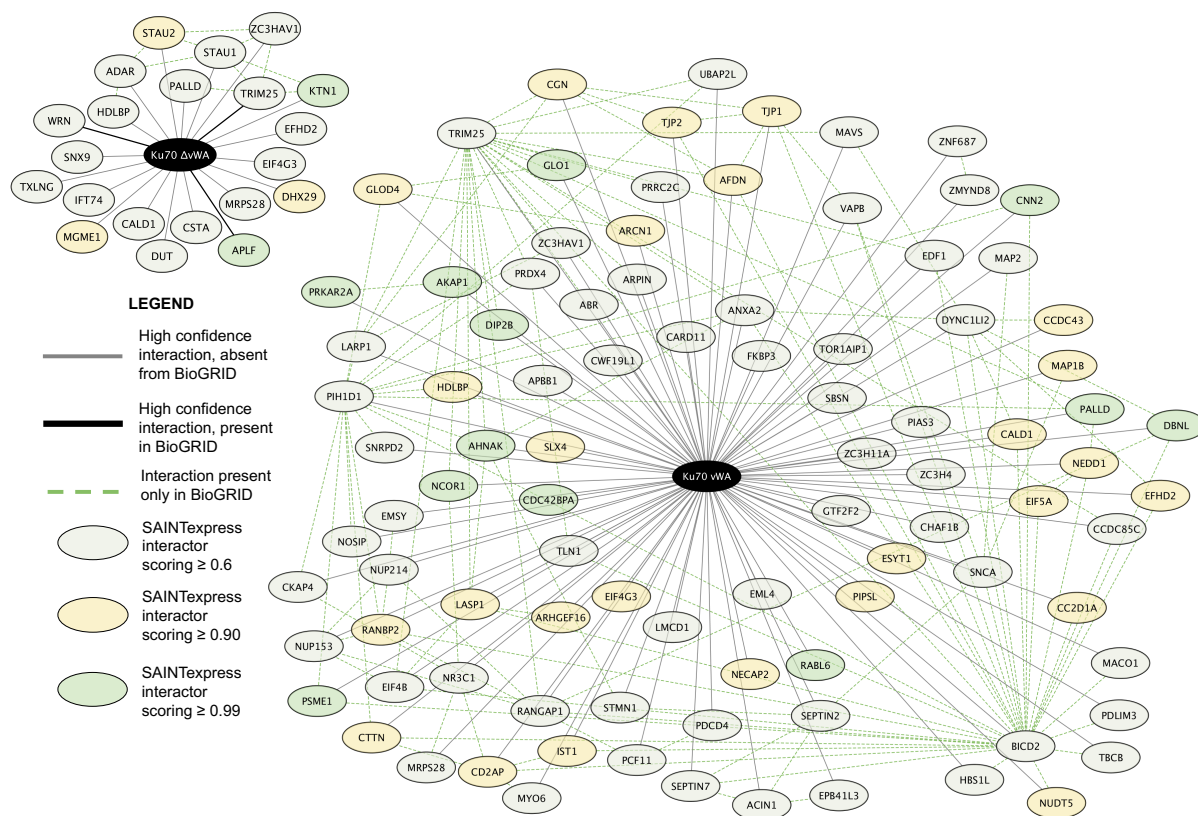 STAU2
ZC3HAV1
STAU1
ADAR
PALLD
TRIM25
KTN1
HDLBP
WRN
EFHD2
Ku70 ΔvWA
SNX9
EIF4G3
TXLNG
IFT74
MRPS28
DHX29
CALD1
CSTA
MGME1
DUT
APLF
LEGEND
High confidence
interaction, absent
from BioGRID
High confidence
interaction, present
in BioGRID
Interaction present
only in BioGRID
SAINTexpress
interactor
scoring ≥ 0.6
SAINTexpress
interactor
scoring ≥ 0.90
SAINTexpress
interactor
scoring ≥ 0.99
UBAP2L
CGN
TJP1
TJP2
TRIM25
MAVS
ZNF687
GLO1
AFDN
PRRC2C
GLOD4
ZMYND8
CNN2
VAPB
ARCN1
ZC3HAV1
EDF1
MAP2
PRDX4
ARPIN
AKAP1
PRKAR2A
ABR
ANXA2
DYNC1LI2
CCDC43
DIP2B
CARD11
LARP1
CWF19L1
FKBP3
TOR1AIP1
MAP1B
HDLBP
APBB1
PIH1D1
SBSN
PALLD
PIAS3
DBNL
CALD1
SNRPD2
AHNAK
SLX4
ZC3H11A
NEDD1
Ku70 vWA
ZC3H4
NCOR1
CDC42BPA
EIF5A
EFHD2
EMSY
GTF2F2
CHAF1B
CCDC85C
NOSIP
TLN1
ESYT1
NUP214
SNCA
CKAP4
EML4
PIPSL
LASP1
EIF4G3
CC2D1A
ARHGEF16
LMCD1
RANBP2
NUP153
MACO1
RABL6
NECAP2
NR3C1
EIF4B
PSME1
RANGAP1
STMN1
SEPTIN2
PDLIM3
PDCD4
CTTN
BICD2
IST1
TBCB
PCF11
MRPS28
CD2AP
HBS1L
SEPTIN7
MYO6
EPB41L3
ACIN1
NUDT5